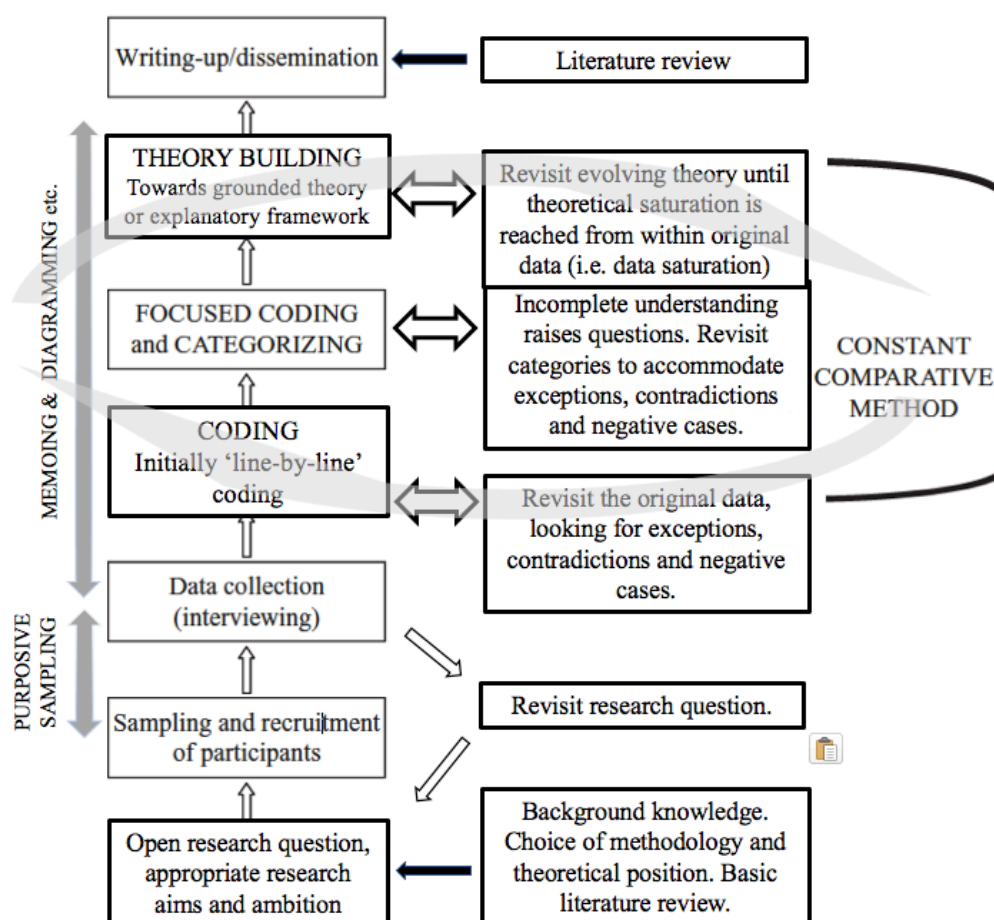 Writing-up/dissemination
Literature review
THEORY BUILDING
Towards grounded theory
or explanatory framework
Revisit evolving theory until
theoretical saturation is
reached from within original
data (i.e. data saturation)
FOCUSED CODING
and CATEGORIZING
Incomplete understanding
raises questions. Revisit
categories to accommodate
exceptions, contradictions
and negative cases.
CONSTANT
COMPARATIVE
METHOD
CODING
Initially ‘line-by-line’
coding
Revisit the original data,
looking for exceptions,
contradictions and negative
cases.
MEMOING & DIAGRAMMING etc.
Data collection
(interviewing)
PURPOSIVE
SAMPLING
Revisit research question.
Sampling and recruitment
of participants
Open research question,
appropriate research
aims and ambition
Background knowledge.
Choice of methodology and
theoretical position. Basic
literature review.